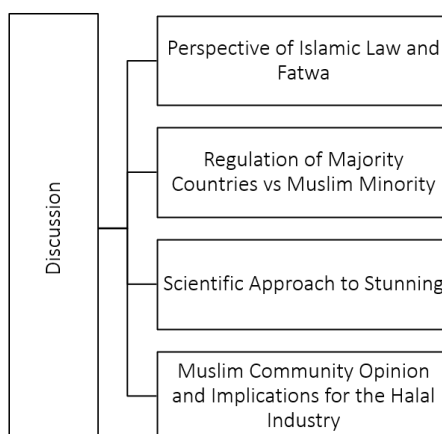 Discussion
Perspective of Islamic Law and
Fatwa
Regulation of Majority
Countries vs Muslim Minority
Scientific Approach to Stunning
Muslim Community Opinion
and Implications for the Halal
Industry